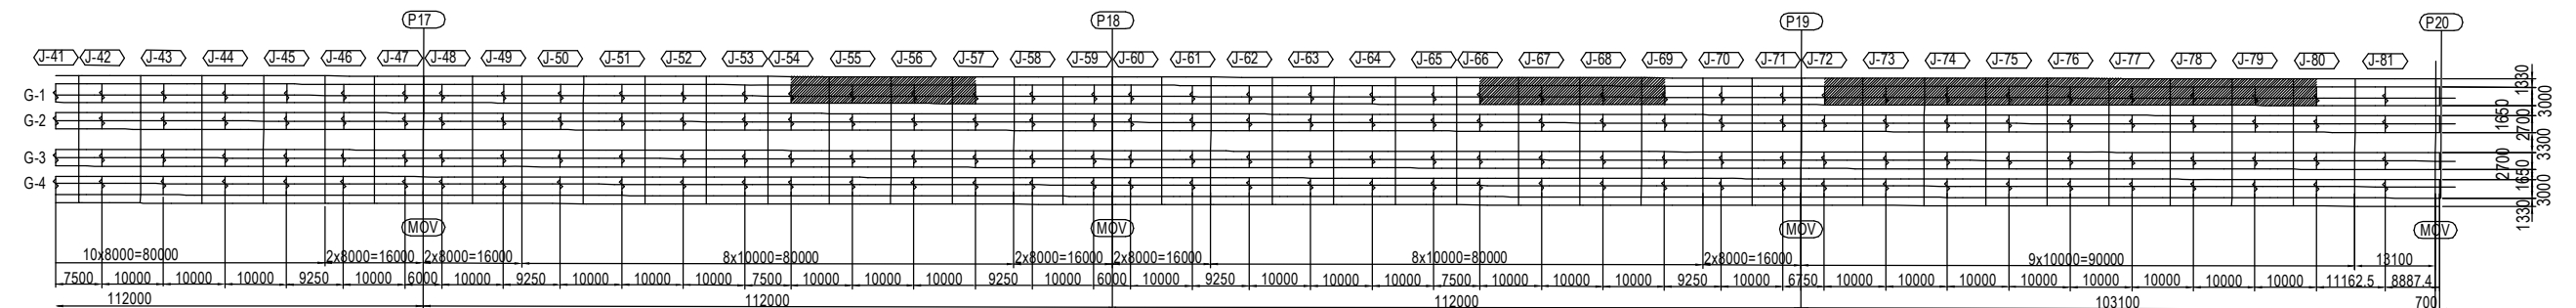 P17 P18 P19 P20
J-41 J-42 J-43 J-44 J-45 J-46 J-47 J-48 J-49 J-50 J-51 J-52 J-53 J-54 J-55 J-56 J-57 J-58 J-59 J-60 J-61 J-62 J-63 J-64 J-65 J-66 J-67 J-68 J-69 J-70 J-71 J-72 J-73 J-74 J-75 J-76 J-77 J-78 J-79 J-80 J-81
G-1
G-2
G-3
G-4
1330 3000 1650 2700 3300 2700 1650 3000 1330
MOV MOV MOV MOV
10x8000=80000 2x8000=16000 2x8000=16000 8x10000=80000 2x8000=16000 2x8000=16000 8x10000=80000 2x8000=16000 9x10000=90000 13100
7500 10000 10000 10000 9250 10000 6000 10000 9250 10000 10000 10000 7500 10000 10000 10000 9250 10000 6000 10000 9250 10000 10000 10000 7500 10000 10000 10000 9250 10000 6750 10000 10000 10000 10000 10000 10000 10000 10000 11162.5 8887.4
112000 112000 112000 103100 700